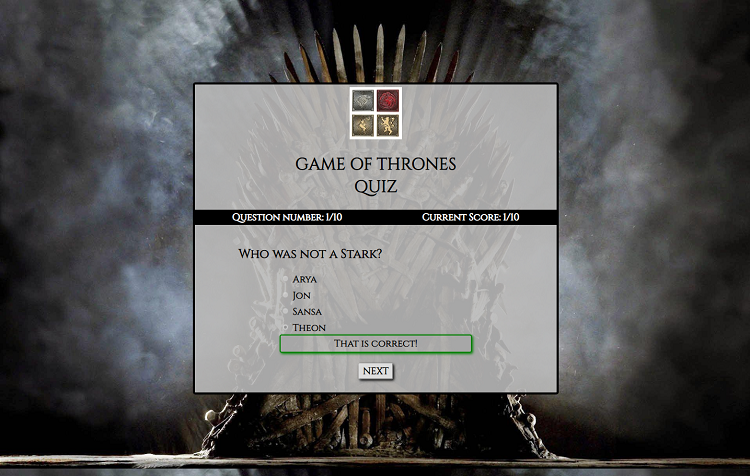 GAME OF THRONES
QUIZ
Question number: 1/10 Current Score: 1/10
Who was not a Stark?
Arya
Jon
Sansa
Theon
That is correct!
NEXT